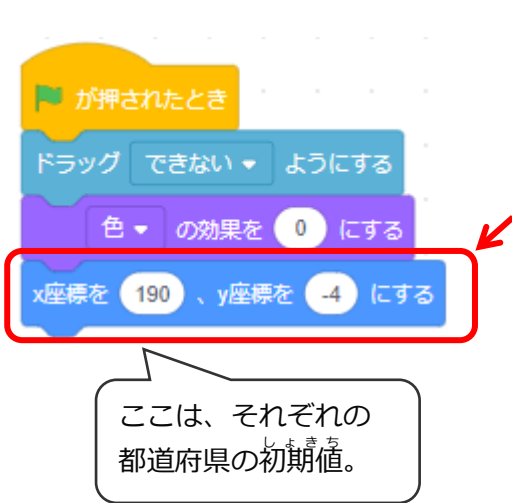 が押されたとき
ドラッグ できない ようにする
色 の効果を 0 にする
x座標を 190 、y座標を -4 にする
ここは、それぞれの
しょきち
都道府県の初期値。